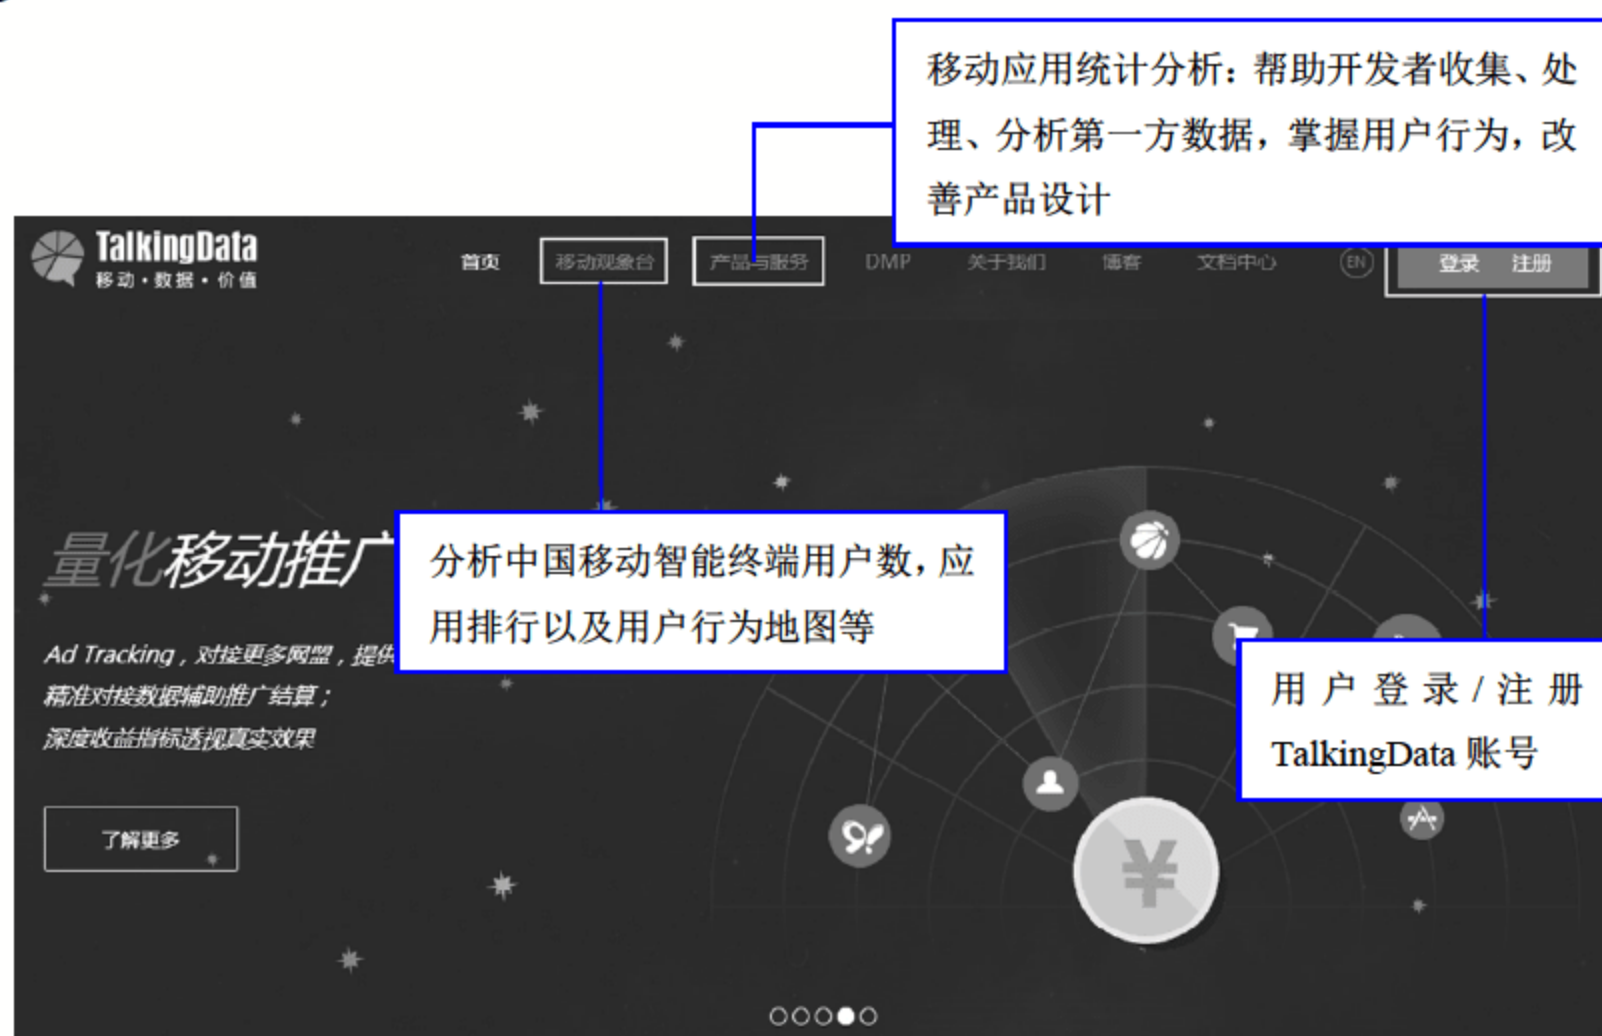 移动应用统计分析：帮助开发者收集、处
理、分析第一方数据，掌握用户行为，改
善产品设计
TalkingData
移动·数据·价值
首页 移动观象台 产品与服务 DMP 关于我们 博客 文档中心 EN 登录 注册
分析中国移动智能终端用户数，应
用排行以及用户行为地图等
量化移动推广
Ad Tracking，对接更多网盟，提供
精准对接数据辅助推广结算；
深度收益指标透视真实效果
用户登录/注册
TalkingData 账号
了解更多
¥